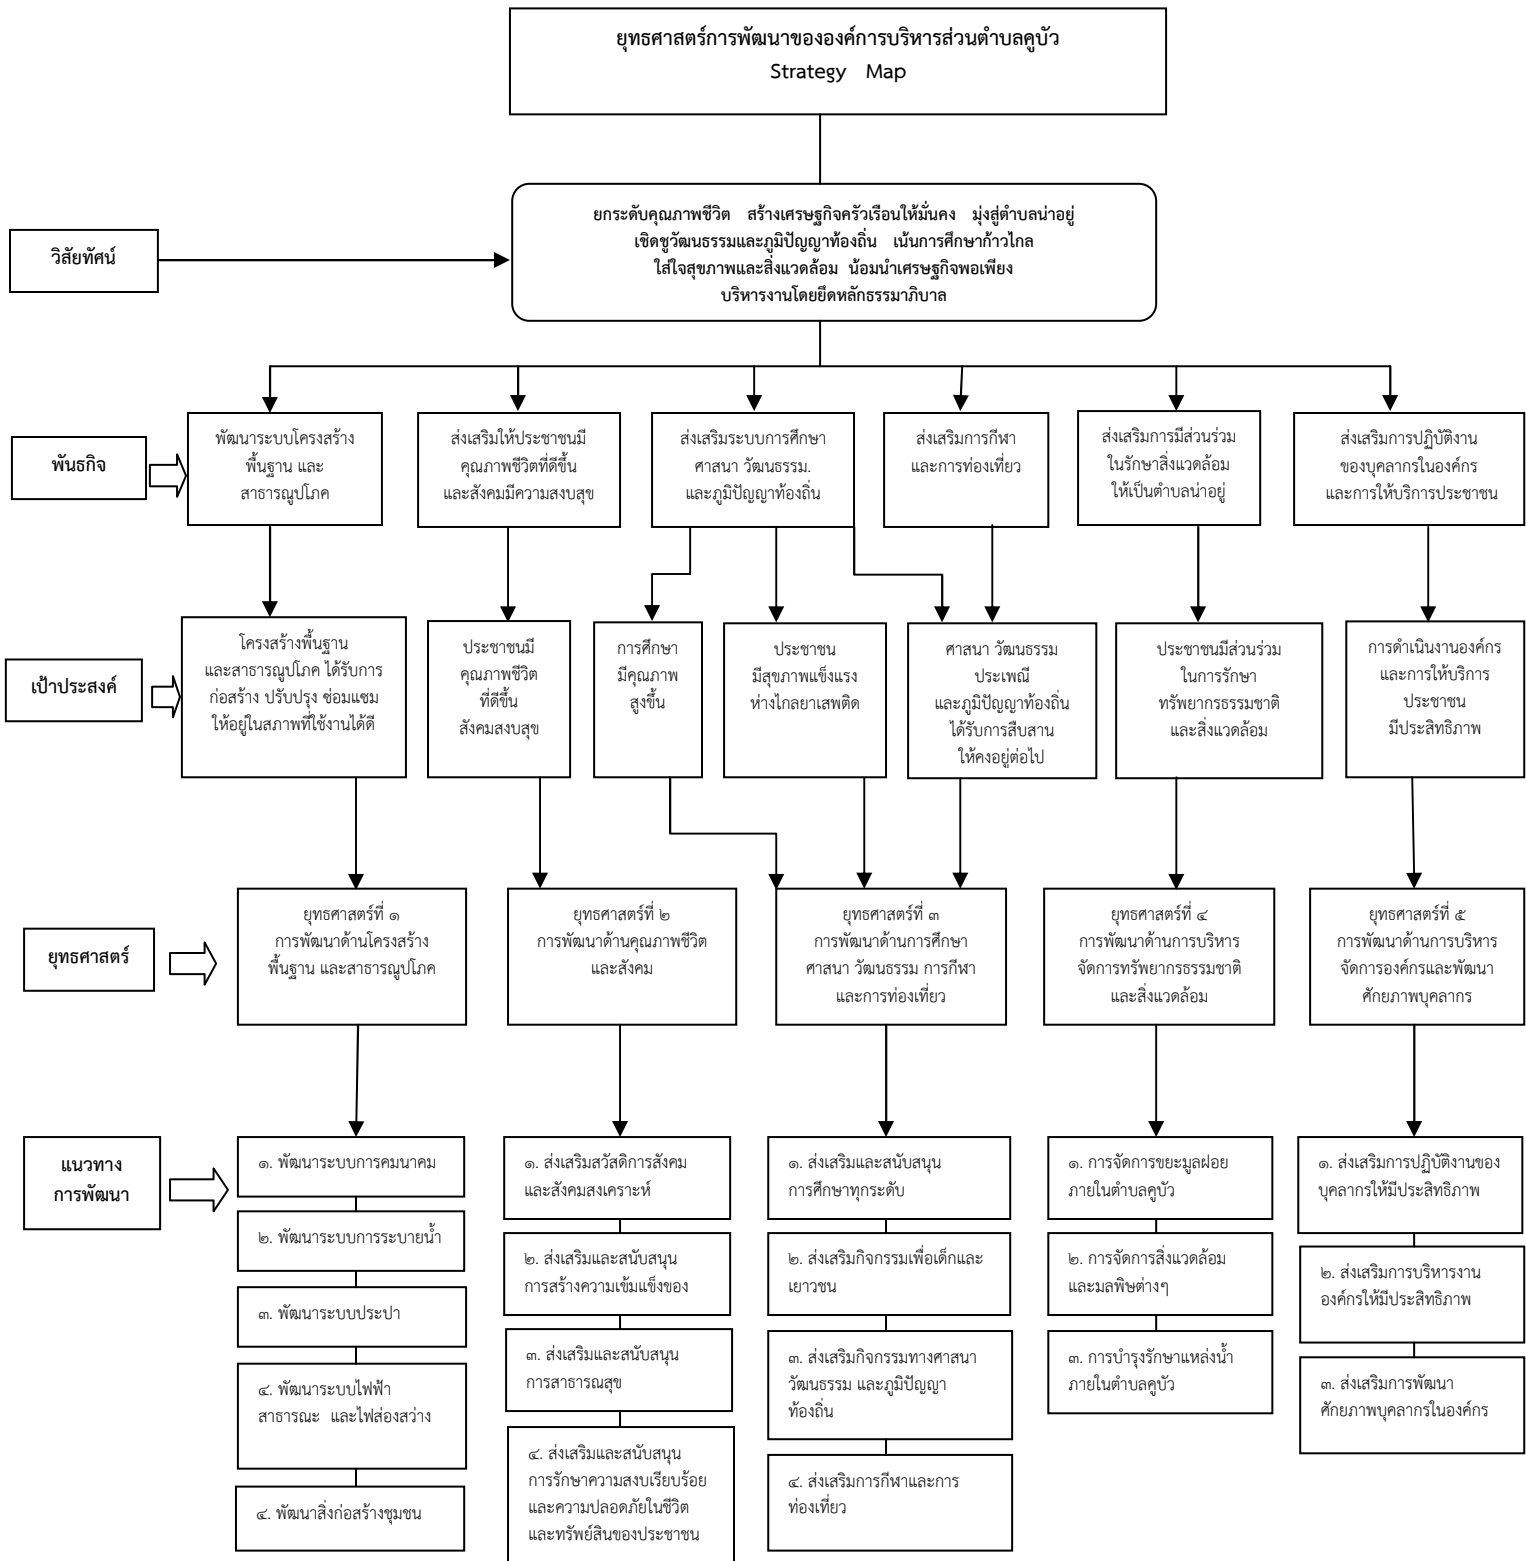 ยุทธศาสตร์การพัฒนาขององค์การบริหารส่วนตำบลคูบัว
Strategy Map
วิสัยทัศน์
ยกระดับคุณภาพชีวิต สร้างเศรษฐกิจครัวเรือนให้มั่นคง มุ่งสู่ตำบลน่าอยู่
เชิดชูวัฒนธรรมและภูมิปัญญาท้องถิ่น เน้นการศึกษาก้าวไกล
ใส่ใจสุขภาพและสิ่งแวดล้อม น้อมนำเศรษฐกิจพอเพียง
บริหารงานโดยยึดหลักธรรมาภิบาล
พันธกิจ
พัฒนาระบบโครงสร้าง
พื้นฐาน และ
สาธารณูปโภค
ส่งเสริมให้ประชาชนมี
คุณภาพชีวิตที่ดีขึ้น
และสังคมมีความสงบสุข
ส่งเสริมระบบการศึกษา
ศาสนา วัฒนธรรม.
และภูมิปัญญาท้องถิ่น
ส่งเสริมการกีฬา
และการท่องเที่ยว
ส่งเสริมการมีส่วนร่วม
ในรักษาสิ่งแวดล้อม
ให้เป็นตำบลน่าอยู่
ส่งเสริมการปฏิบัติงาน
ของบุคลากรในองค์กร
และการให้บริการประชาชน
เป้าประสงค์
โครงสร้างพื้นฐาน
และสาธารณูปโภค ได้รับการ
ก่อสร้าง ปรับปรุง ซ่อมแซม
ให้อยู่ในสภาพที่ใช้งานได้ดี
ประชาชนมี
คุณภาพชีวิต
ที่ดีขึ้น
สังคมสงบสุข
การศึกษา
มีคุณภาพ
สูงขึ้น
ประชาชน
มีสุขภาพแข็งแรง
ห่างไกลยาเสพติด
ศาสนา วัฒนธรรม
ประเพณี
และภูมิปัญญาท้องถิ่น
ได้รับการสืบสาน
ให้คงอยู่ต่อไป
ประชาชนมีส่วนร่วม
ในการรักษา
ทรัพยากรธรรมชาติ
และสิ่งแวดล้อม
การดำเนินงานองค์กร
และการให้บริการ
ประชาชน
มีประสิทธิภาพ
ยุทธศาสตร์
ยุทธศาสตร์ที่ ๑
การพัฒนาด้านโครงสร้าง
พื้นฐาน และสาธารณูปโภค
ยุทธศาสตร์ที่ ๒
การพัฒนาด้านคุณภาพชีวิต
และสังคม
ยุทธศาสตร์ที่ ๓
การพัฒนาด้านการศึกษา
ศาสนา วัฒนธรรม การกีฬา
และการท่องเที่ยว
ยุทธศาสตร์ที่ ๔
การพัฒนาด้านการบริหาร
จัดการทรัพยากรธรรมชาติ
และสิ่งแวดล้อม
ยุทธศาสตร์ที่ ๕
การพัฒนาด้านการบริหาร
จัดการองค์กรและพัฒนา
ศักยภาพบุคลากร
แนวทาง
การพัฒนา
๑. พัฒนาระบบการคมนาคม
๒. พัฒนาระบบการระบายน้ำ
๓. พัฒนาระบบประปา
๔. พัฒนาระบบไฟฟ้า
สาธารณะ และไฟส่องสว่าง
๔. พัฒนาสิ่งก่อสร้างชุมชน
๑. ส่งเสริมสวัสดิการสังคม
และสังคมสงเคราะห์
๒. ส่งเสริมและสนับสนุน
การสร้างความเข้มแข็งของ
๓. ส่งเสริมและสนับสนุน
การสาธารณสุข
๔. ส่งเสริมและสนับสนุน
การรักษาความสงบเรียบร้อย
และความปลอดภัยในชีวิต
และทรัพย์สินของประชาชน
๑. ส่งเสริมและสนับสนุน
การศึกษาทุกระดับ
๒. ส่งเสริมกิจกรรมเพื่อเด็กและ
เยาวชน
๓. ส่งเสริมกิจกรรมทางศาสนา
วัฒนธรรม และภูมิปัญญา
ท้องถิ่น
๔. ส่งเสริมการกีฬาและการ
ท่องเที่ยว
๑. การจัดการขยะมูลฝอย
ภายในตำบลคูบัว
๒. การจัดการสิ่งแวดล้อม
และมลพิษต่างๆ
๓. การบำรุงรักษาแหล่งน้ำ
ภายในตำบลคูบัว
๑. ส่งเสริมการปฏิบัติงานของ
บุคลากรให้มีประสิทธิภาพ
๒. ส่งเสริมการบริหารงาน
องค์กรให้มีประสิทธิภาพ
๓. ส่งเสริมการพัฒนา
ศักยภาพบุคลากรในองค์กร